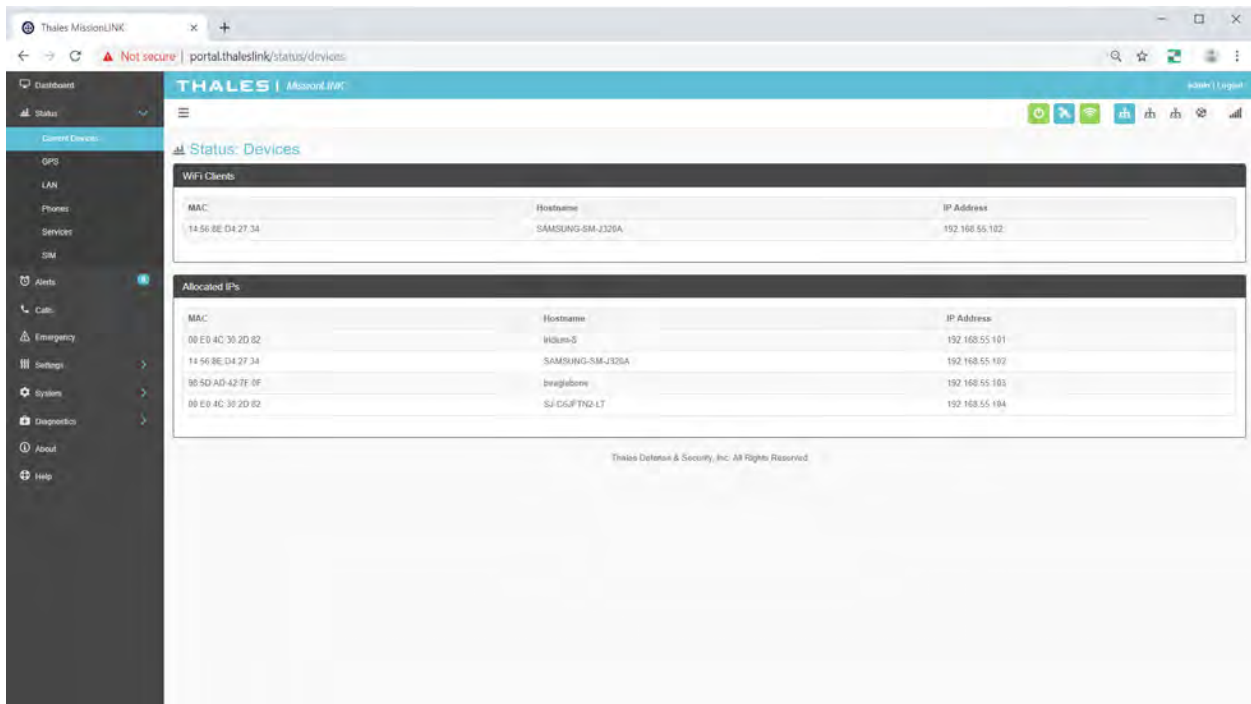 Thales MissionLINK
Not secure | portal.thaleslink/status/devices
Dashboard
THALES | MissionLINK
admin | Logout
Status
Current Devices
Status: Devices
GPS
WiFi Clients
LAN
Phones
MAC Hostname IP Address
Services
14:56:8E:D4:27:34 SAMSUNG-SM-J320A 192.168.55.102
SIM
Alerts
Allocated IPs
Calls
MAC Hostname IP Address
Emergency
00:E0:4C:30:2D:82 iridium-5 192.168.55.101
Settings
14:56:8E:D4:27:34 SAMSUNG-SM-J320A 192.168.55.102
98:5D:AD:42:7F:0F beaglebone 192.168.55.103
System
00:E0:4C:30:2D:82 192.168.55.104
Diagnostics
About
Thales Defense & Security, Inc. All Rights Reserved.
Help